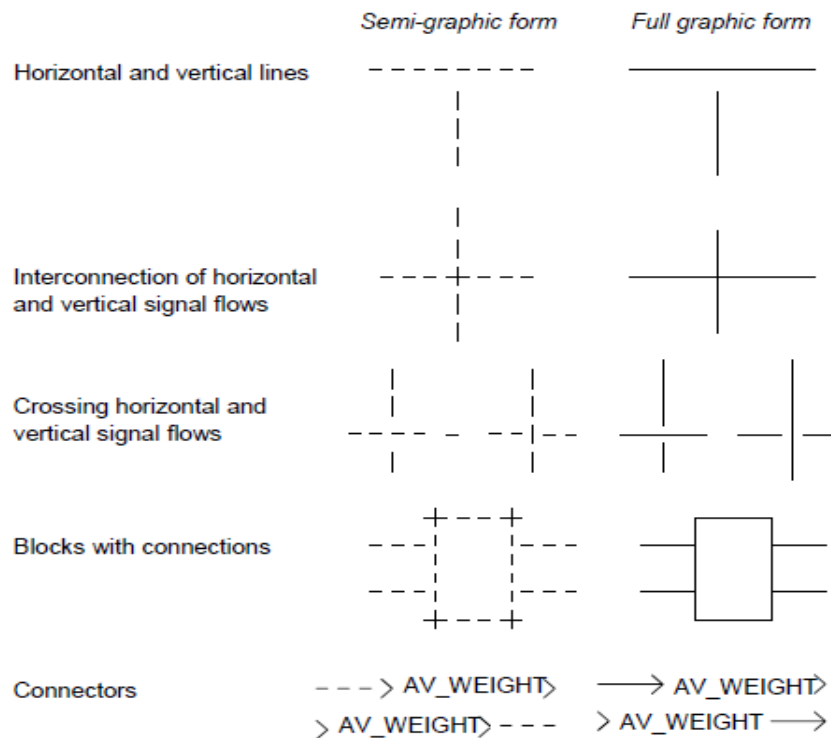 Semi-graphic form Full graphic form
Horizontal and vertical lines
Interconnection of horizontal
and vertical signal flows
Crossing horizontal and
vertical signal flows
Blocks with connections
Connectors
AV_WEIGHT AV_WEIGHT
AV_WEIGHT AV_WEIGHT